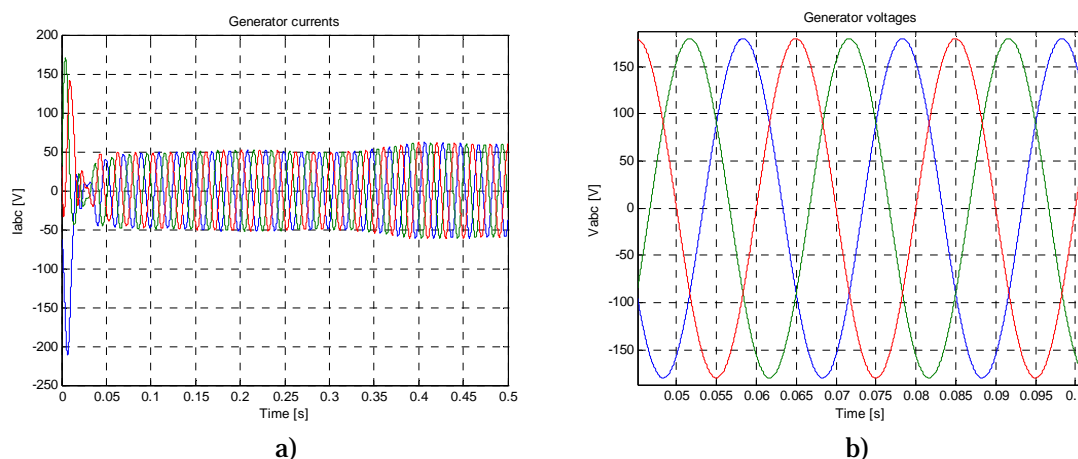 Generator currents
200
150
100
50
0
-50
-100
-150
-200
-250
Iabc [V]
0 0.05 0.1 0.15 0.2 0.25 0.3 0.35 0.4 0.45 0.5
Time [s]
a)
Generator voltages
150
100
50
0
-50
-100
-150
Vabc [V]
0.05 0.055 0.06 0.065 0.07 0.075 0.08 0.085 0.09 0.095
Time [s]
b)